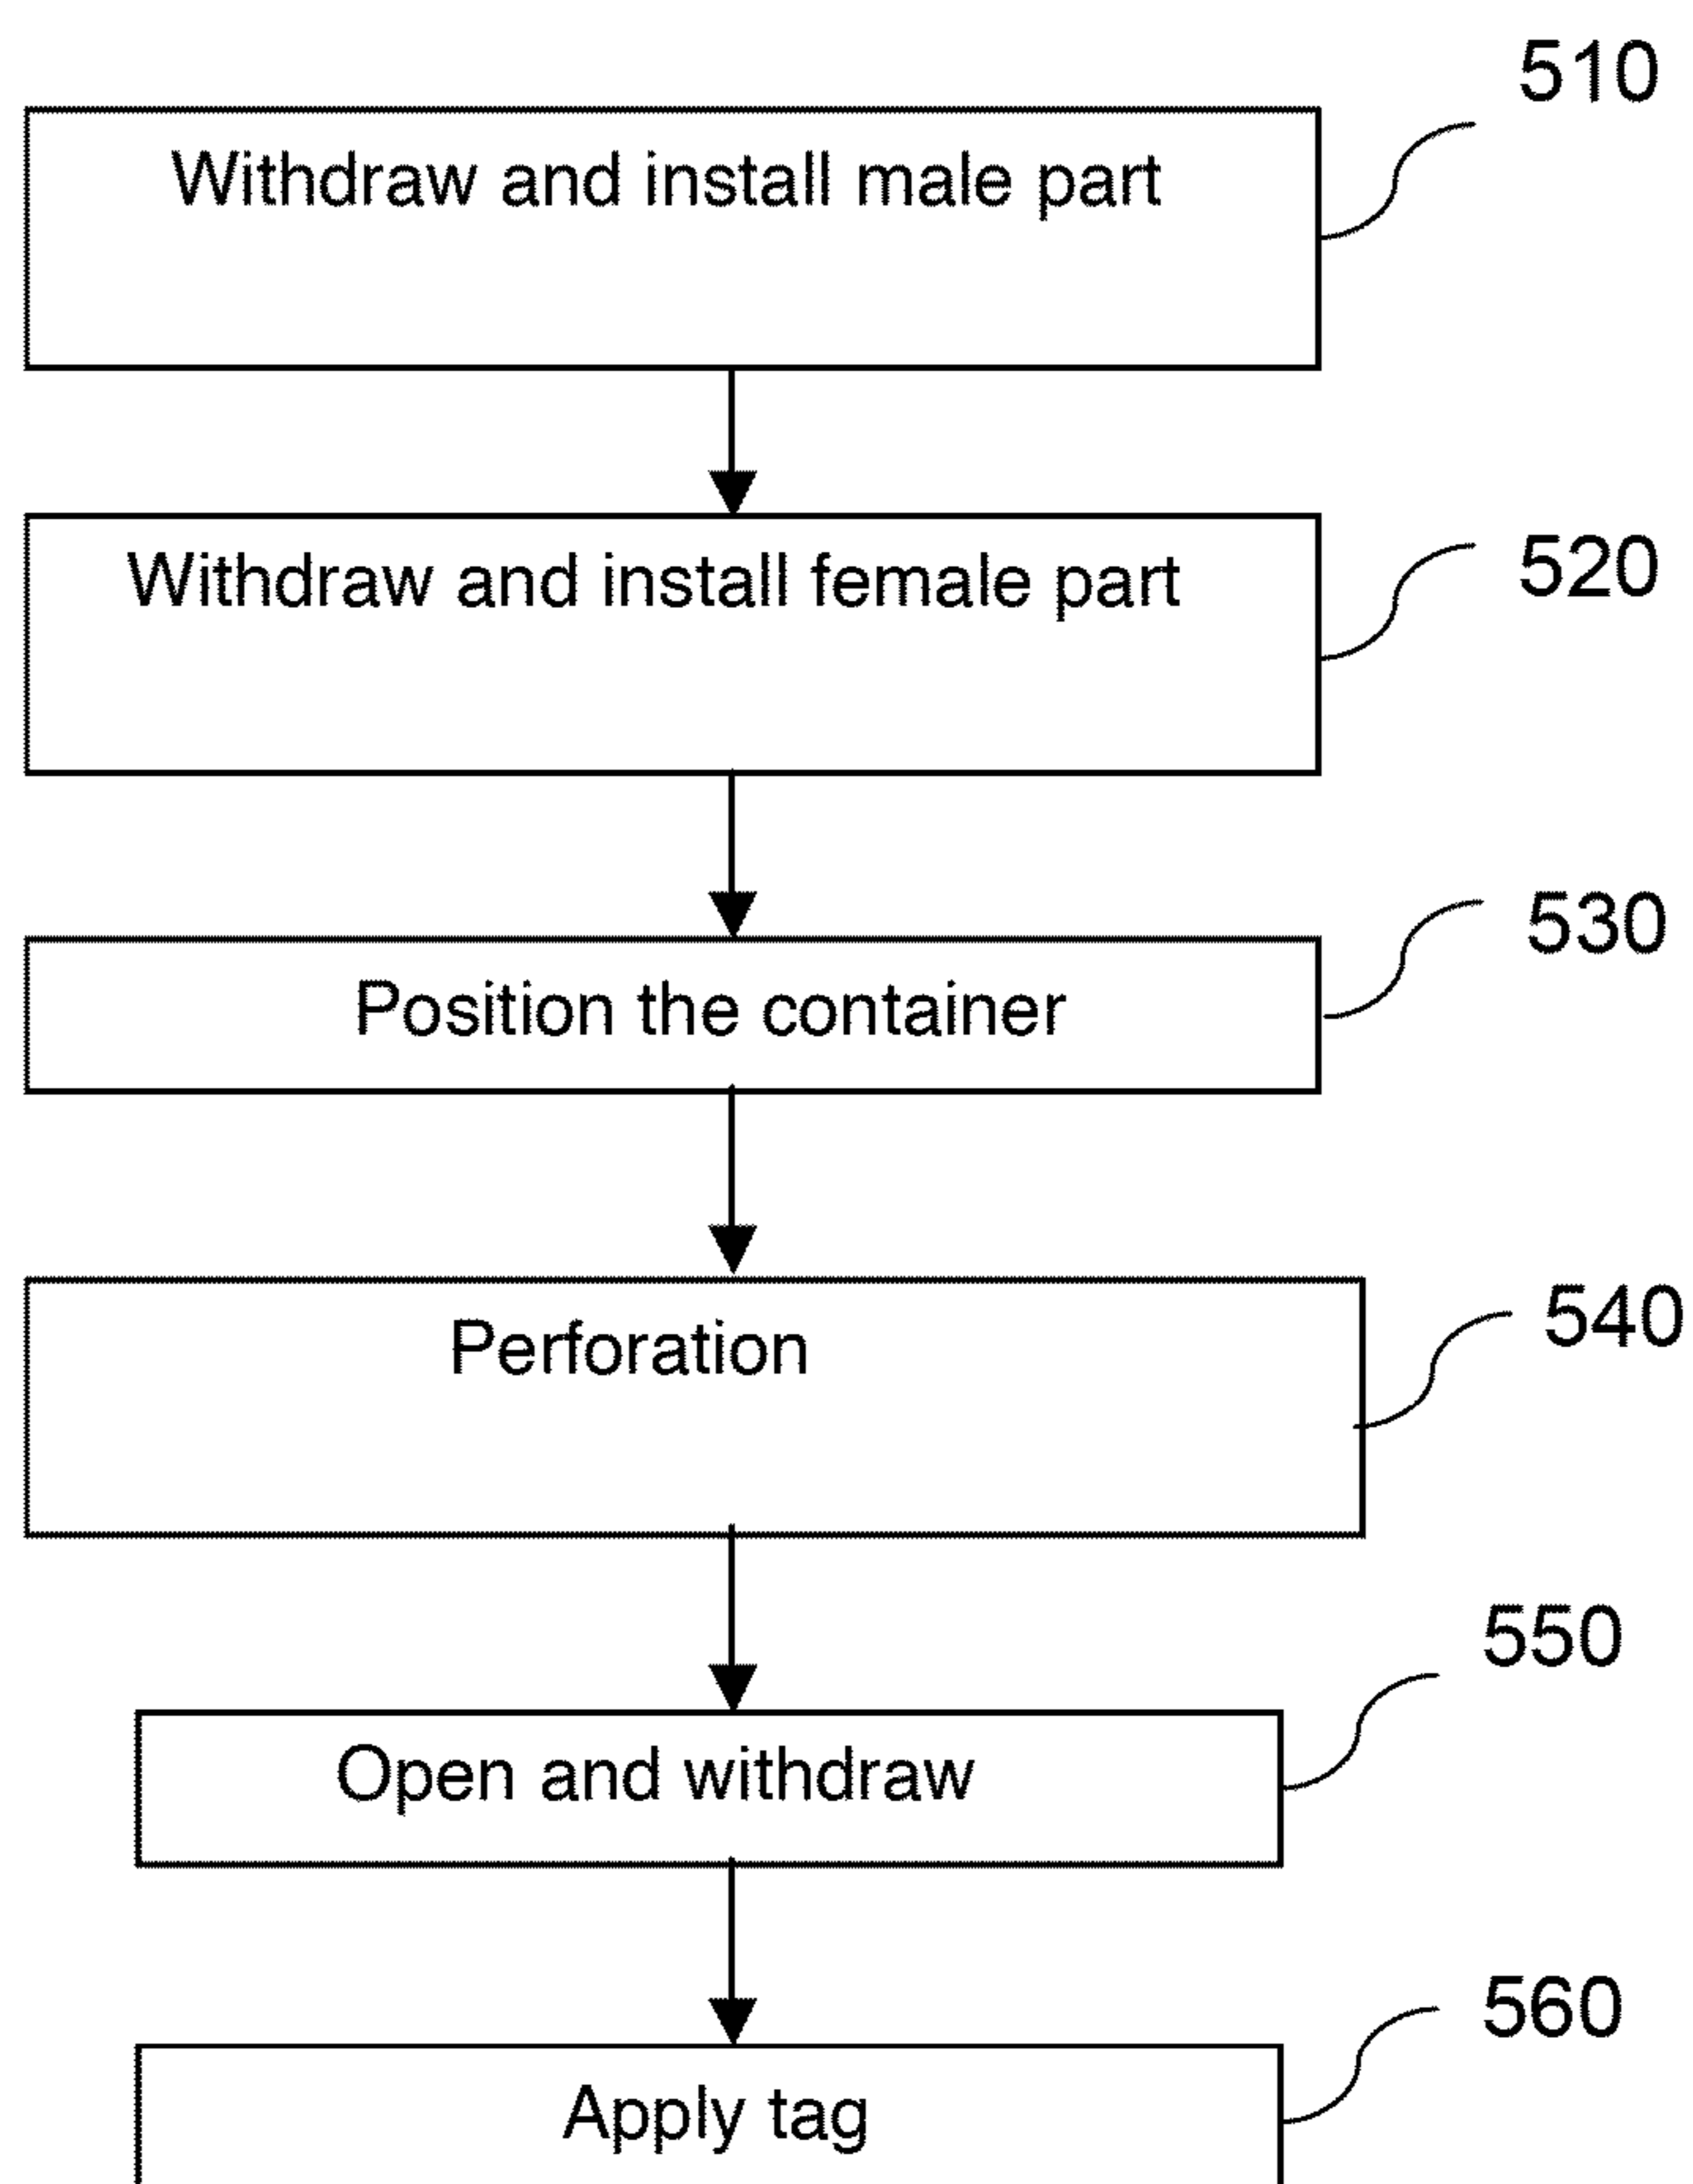 510
Withdraw and install male part
520
Withdraw and install female part
530
Position the container
540
Perforation
550
Open and withdraw
560
Apply tag